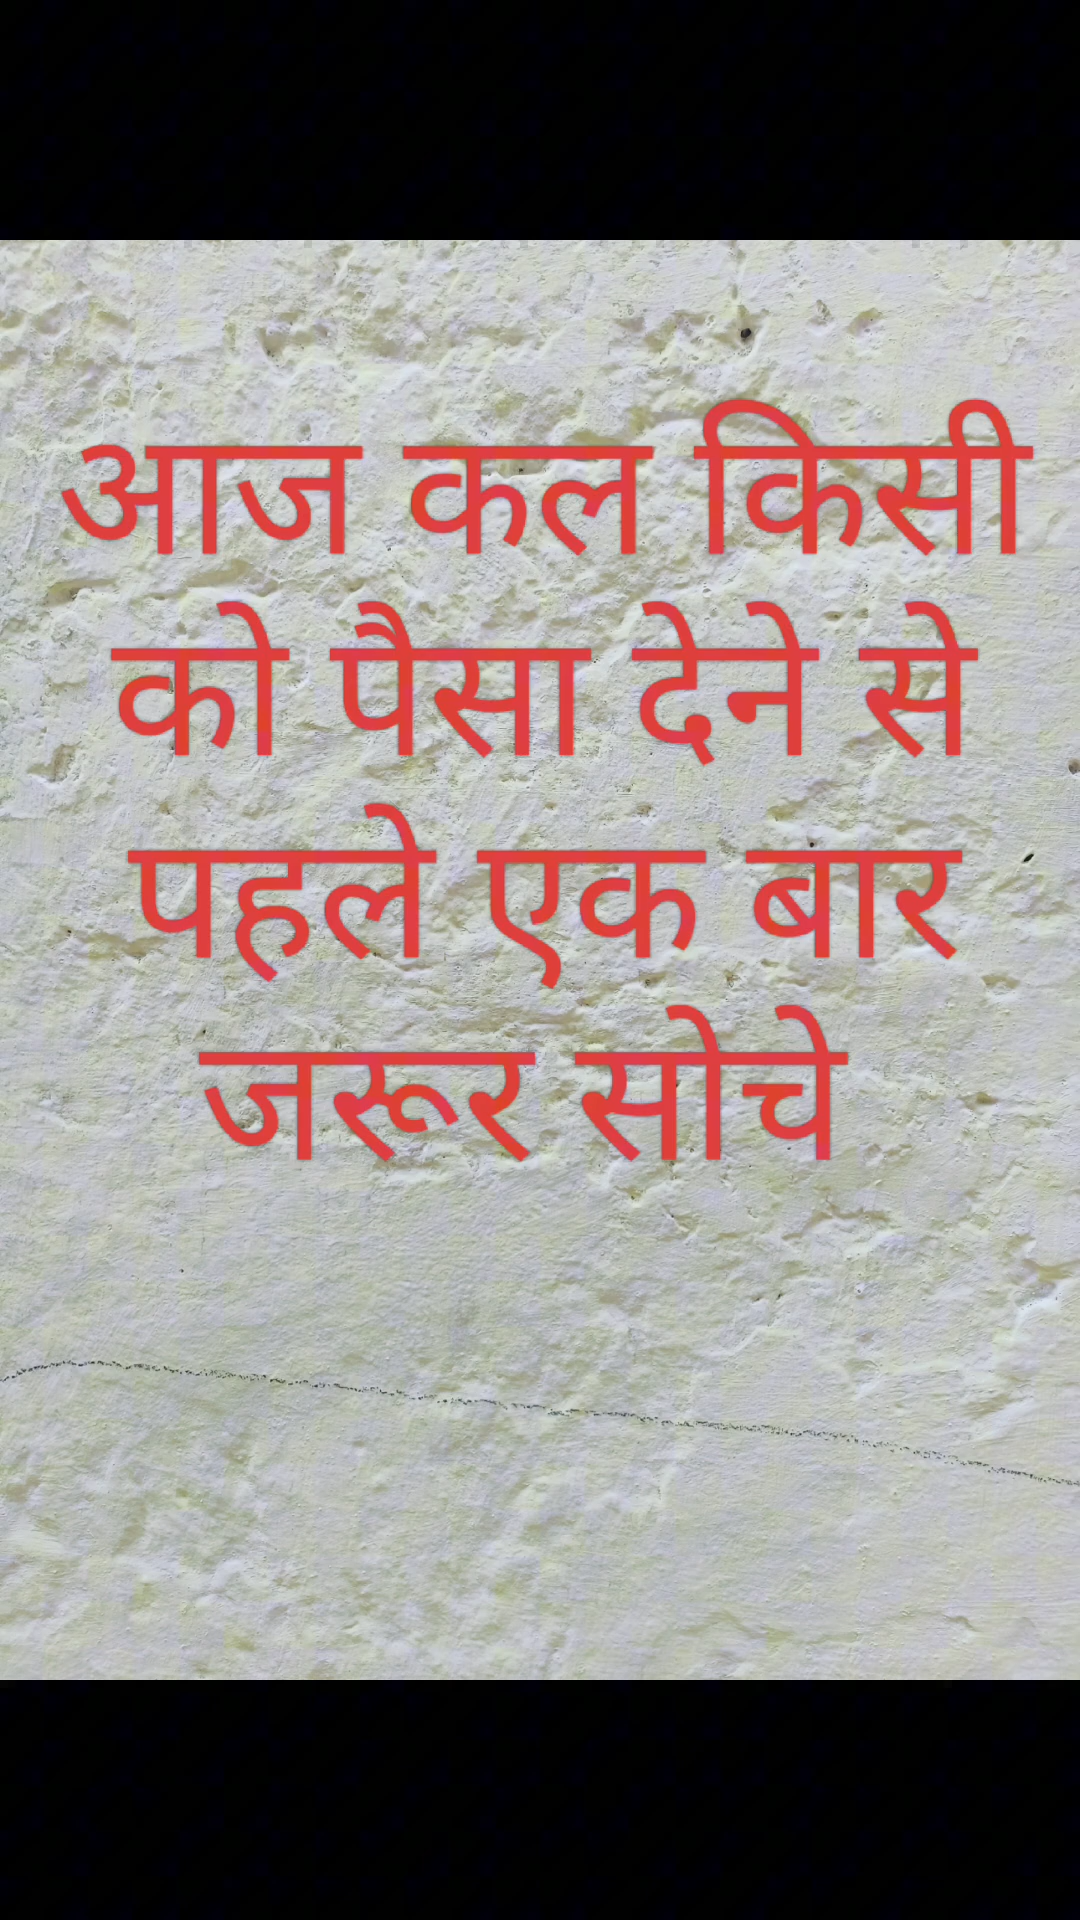 आज कल किसी
को पैसा देने से
पहले एक बार
जरूर सोचे